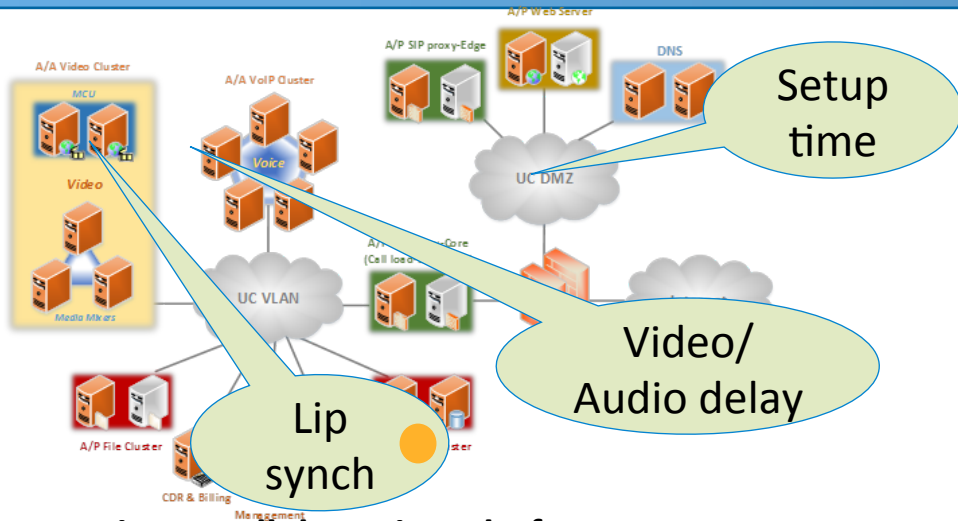 A/P Web Server
A/P SIP proxy-Edge
DNS
A/A Video Cluster
A/A VoIP Cluster
MCU
Setup
time
Voice
Video
UC DMZ
(Call load
UC VLAN
Media Mixers
Video/
Audio delay
Lip
synch
A/P File Cluster
CDR & Billing
Management